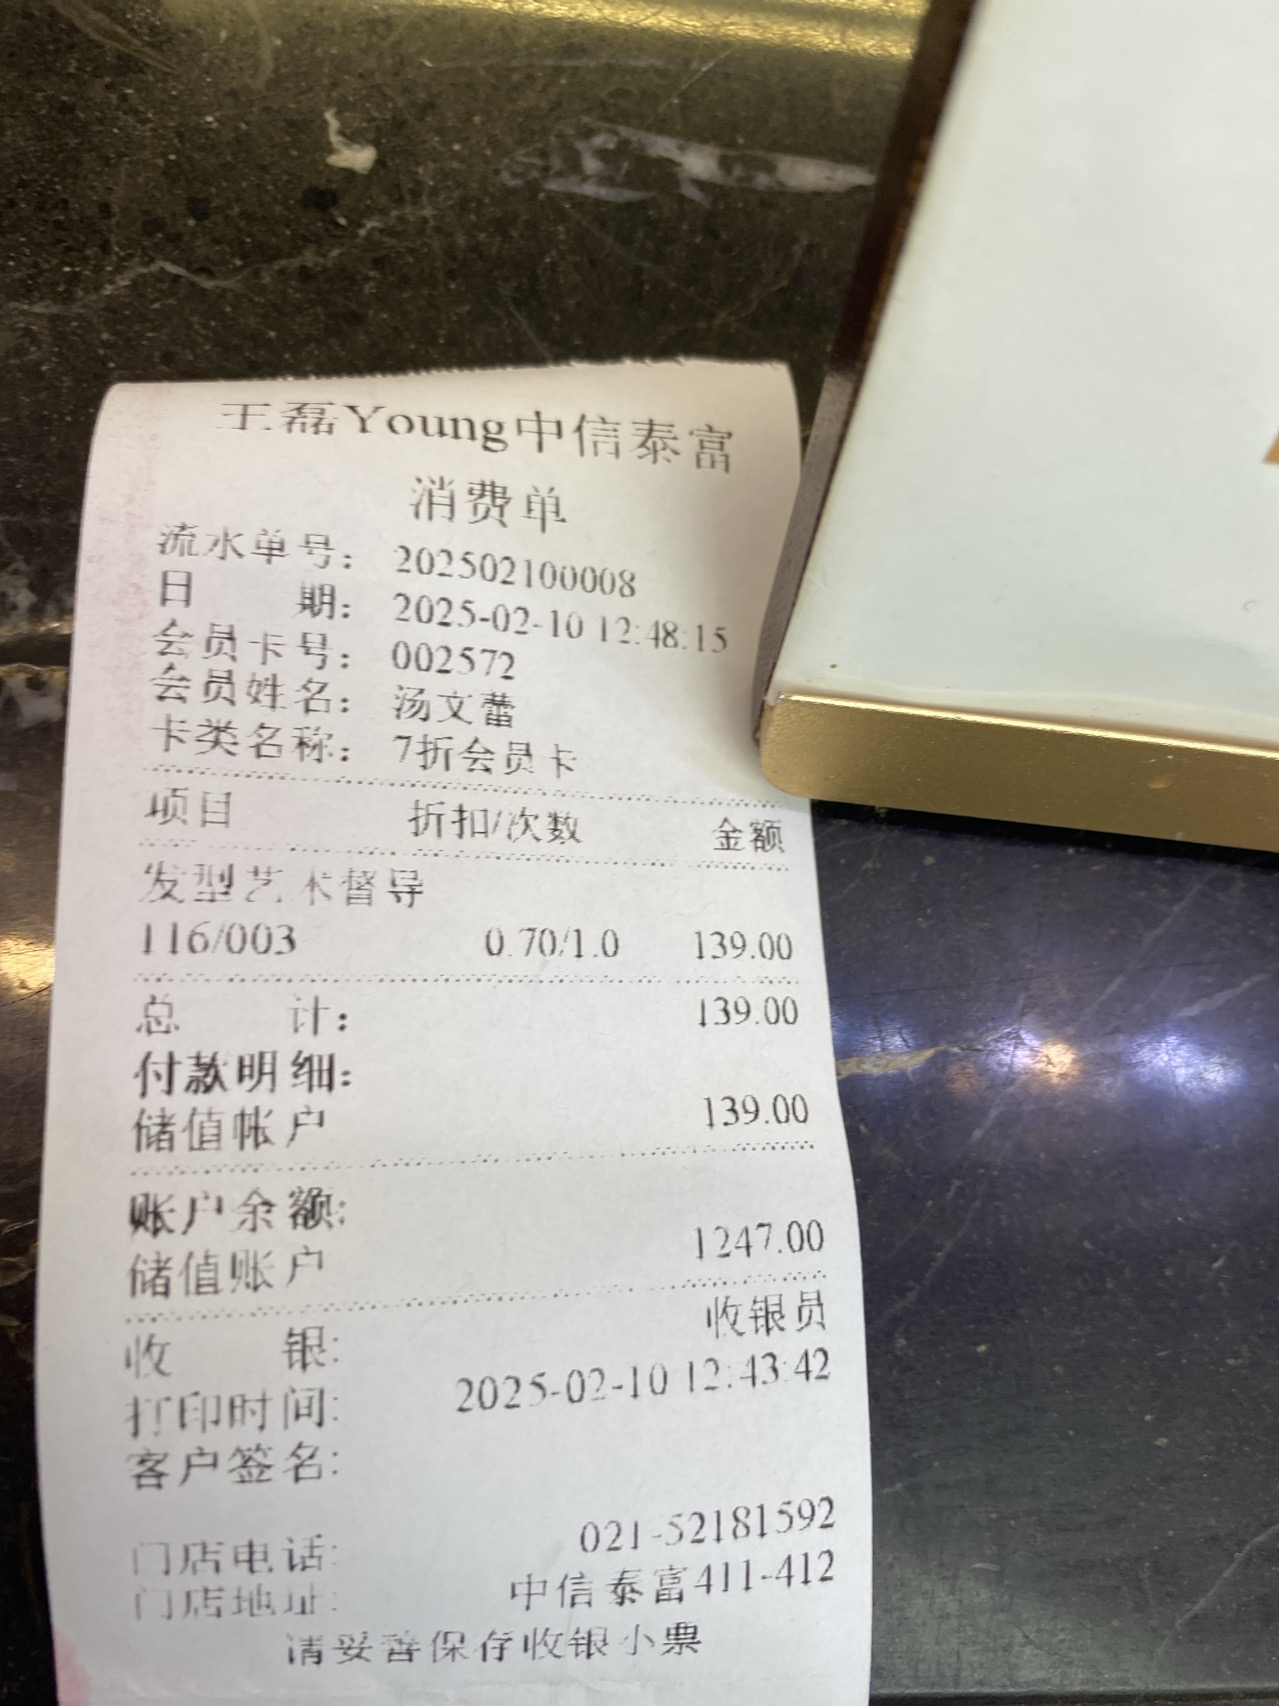 王磊Young中信泰富
消费单
流水单号： 202502100008
日 期： 2025-02-10 12:48:15
会员卡号： 002572
会员姓名： 汤文蕾
卡类名称： 7折会员卡
项目 折扣/次数 金额
发型艺术督导
116/003 0.70/1.0 139.00
总 计： 139.00
付款明细：
储值帐户 139.00
账户余额:
储值账户 1247.00
收 银: 收银员
打印时间: 2025-02-10 12:43:42
客户签名:
门店电话: 021-52181592
门店地址: 中信泰富411-412
请妥善保存收银小票